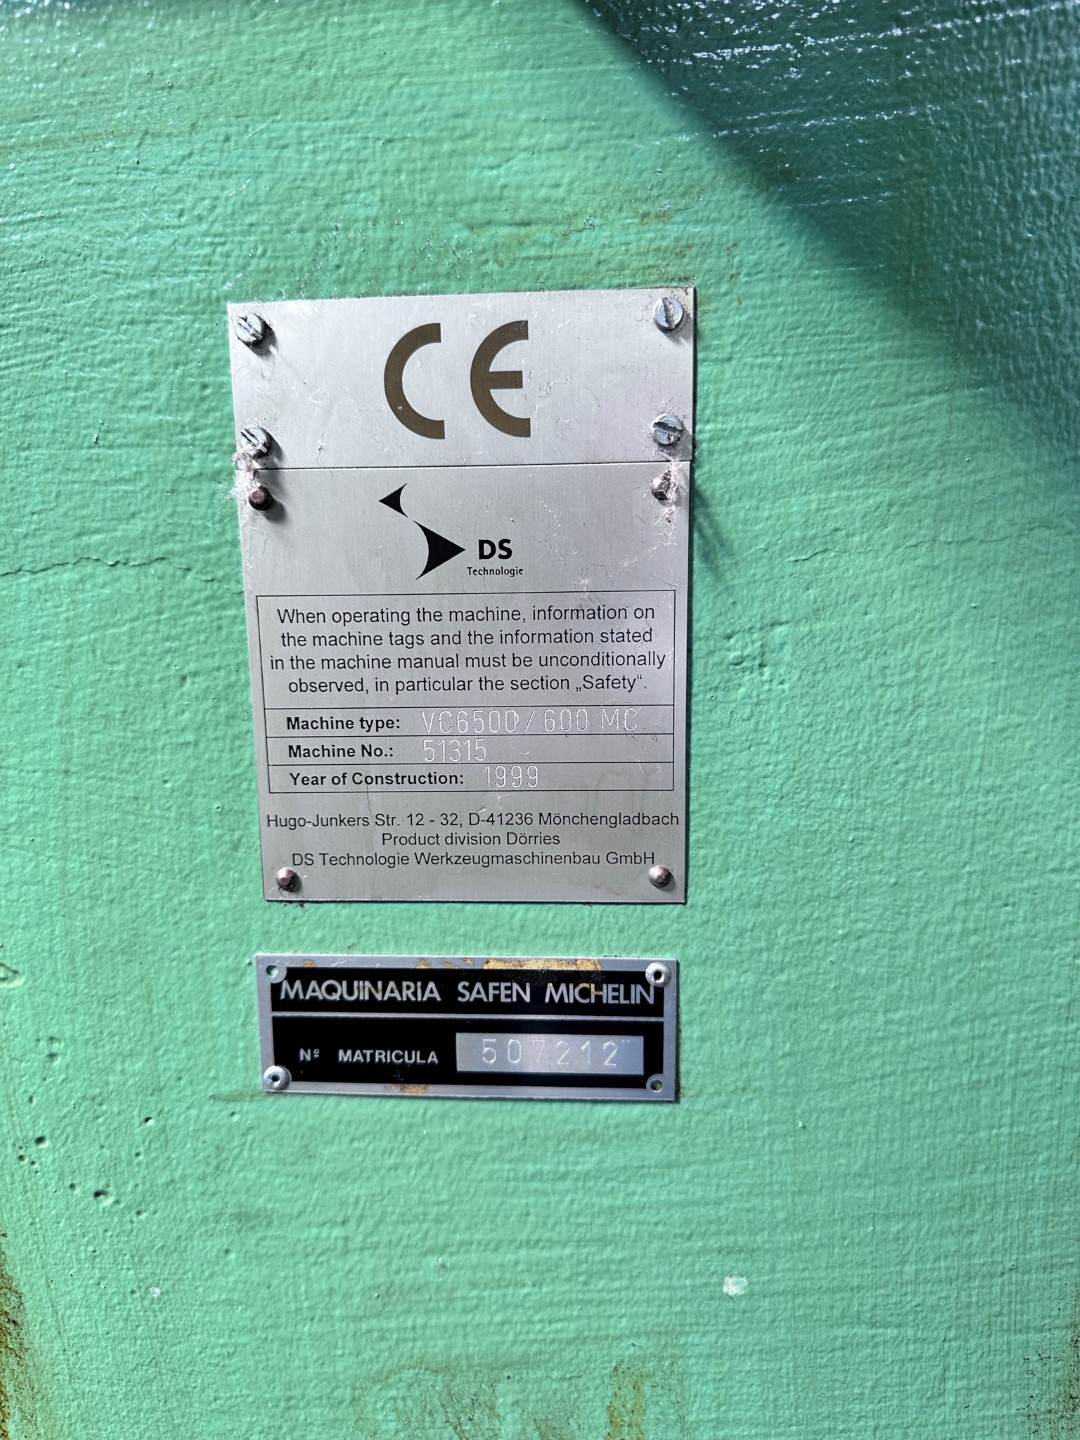 CE
DS
Technologie
When operating the machine, information on
the machine tags and the information stated
in the machine manual must be unconditionally
observed, in particular the section „Safety“.
Machine type: VC6500/600 MC
Machine No.: 51315
Year of Construction: 1999
Hugo-Junkers Str. 12 - 32, D-41236 Mönchengladbach
Product division Dörries
DS Technologie Werkzeugmaschinenbau GmbH
MAQUINARIA SAFEN MICHELIN
Nº MATRICULA 507212